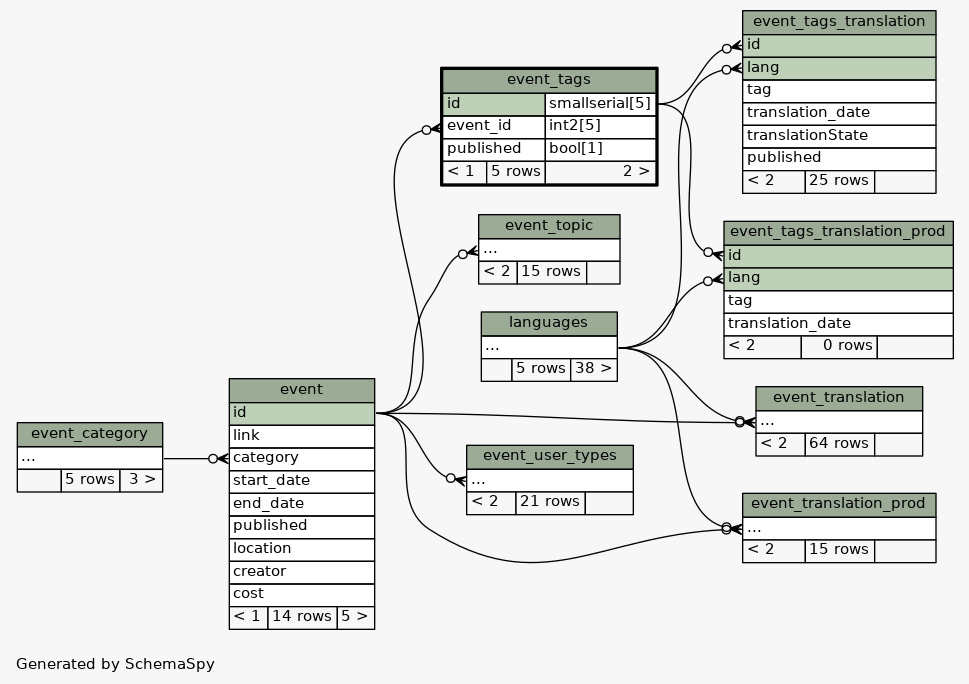 event_tags_translation
id
lang
tag
translation_date
translationState
published
< 2 25 rows
event_tags
id smallserial[5]
event_id int2[5]
published bool[1]
< 1 5 rows 2 >
event_topic
...
< 2 15 rows
event_tags_translation_prod
id
lang
tag
translation_date
< 2 0 rows
languages
...
5 rows 38 >
event
id
link
category
start_date
end_date
published
location
creator
cost
< 1 14 rows 5 >
event_translation
...
< 2 64 rows
event_category
...
5 rows 3 >
event_user_types
...
< 2 21 rows
event_translation_prod
...
< 2 15 rows
Generated by SchemaSpy